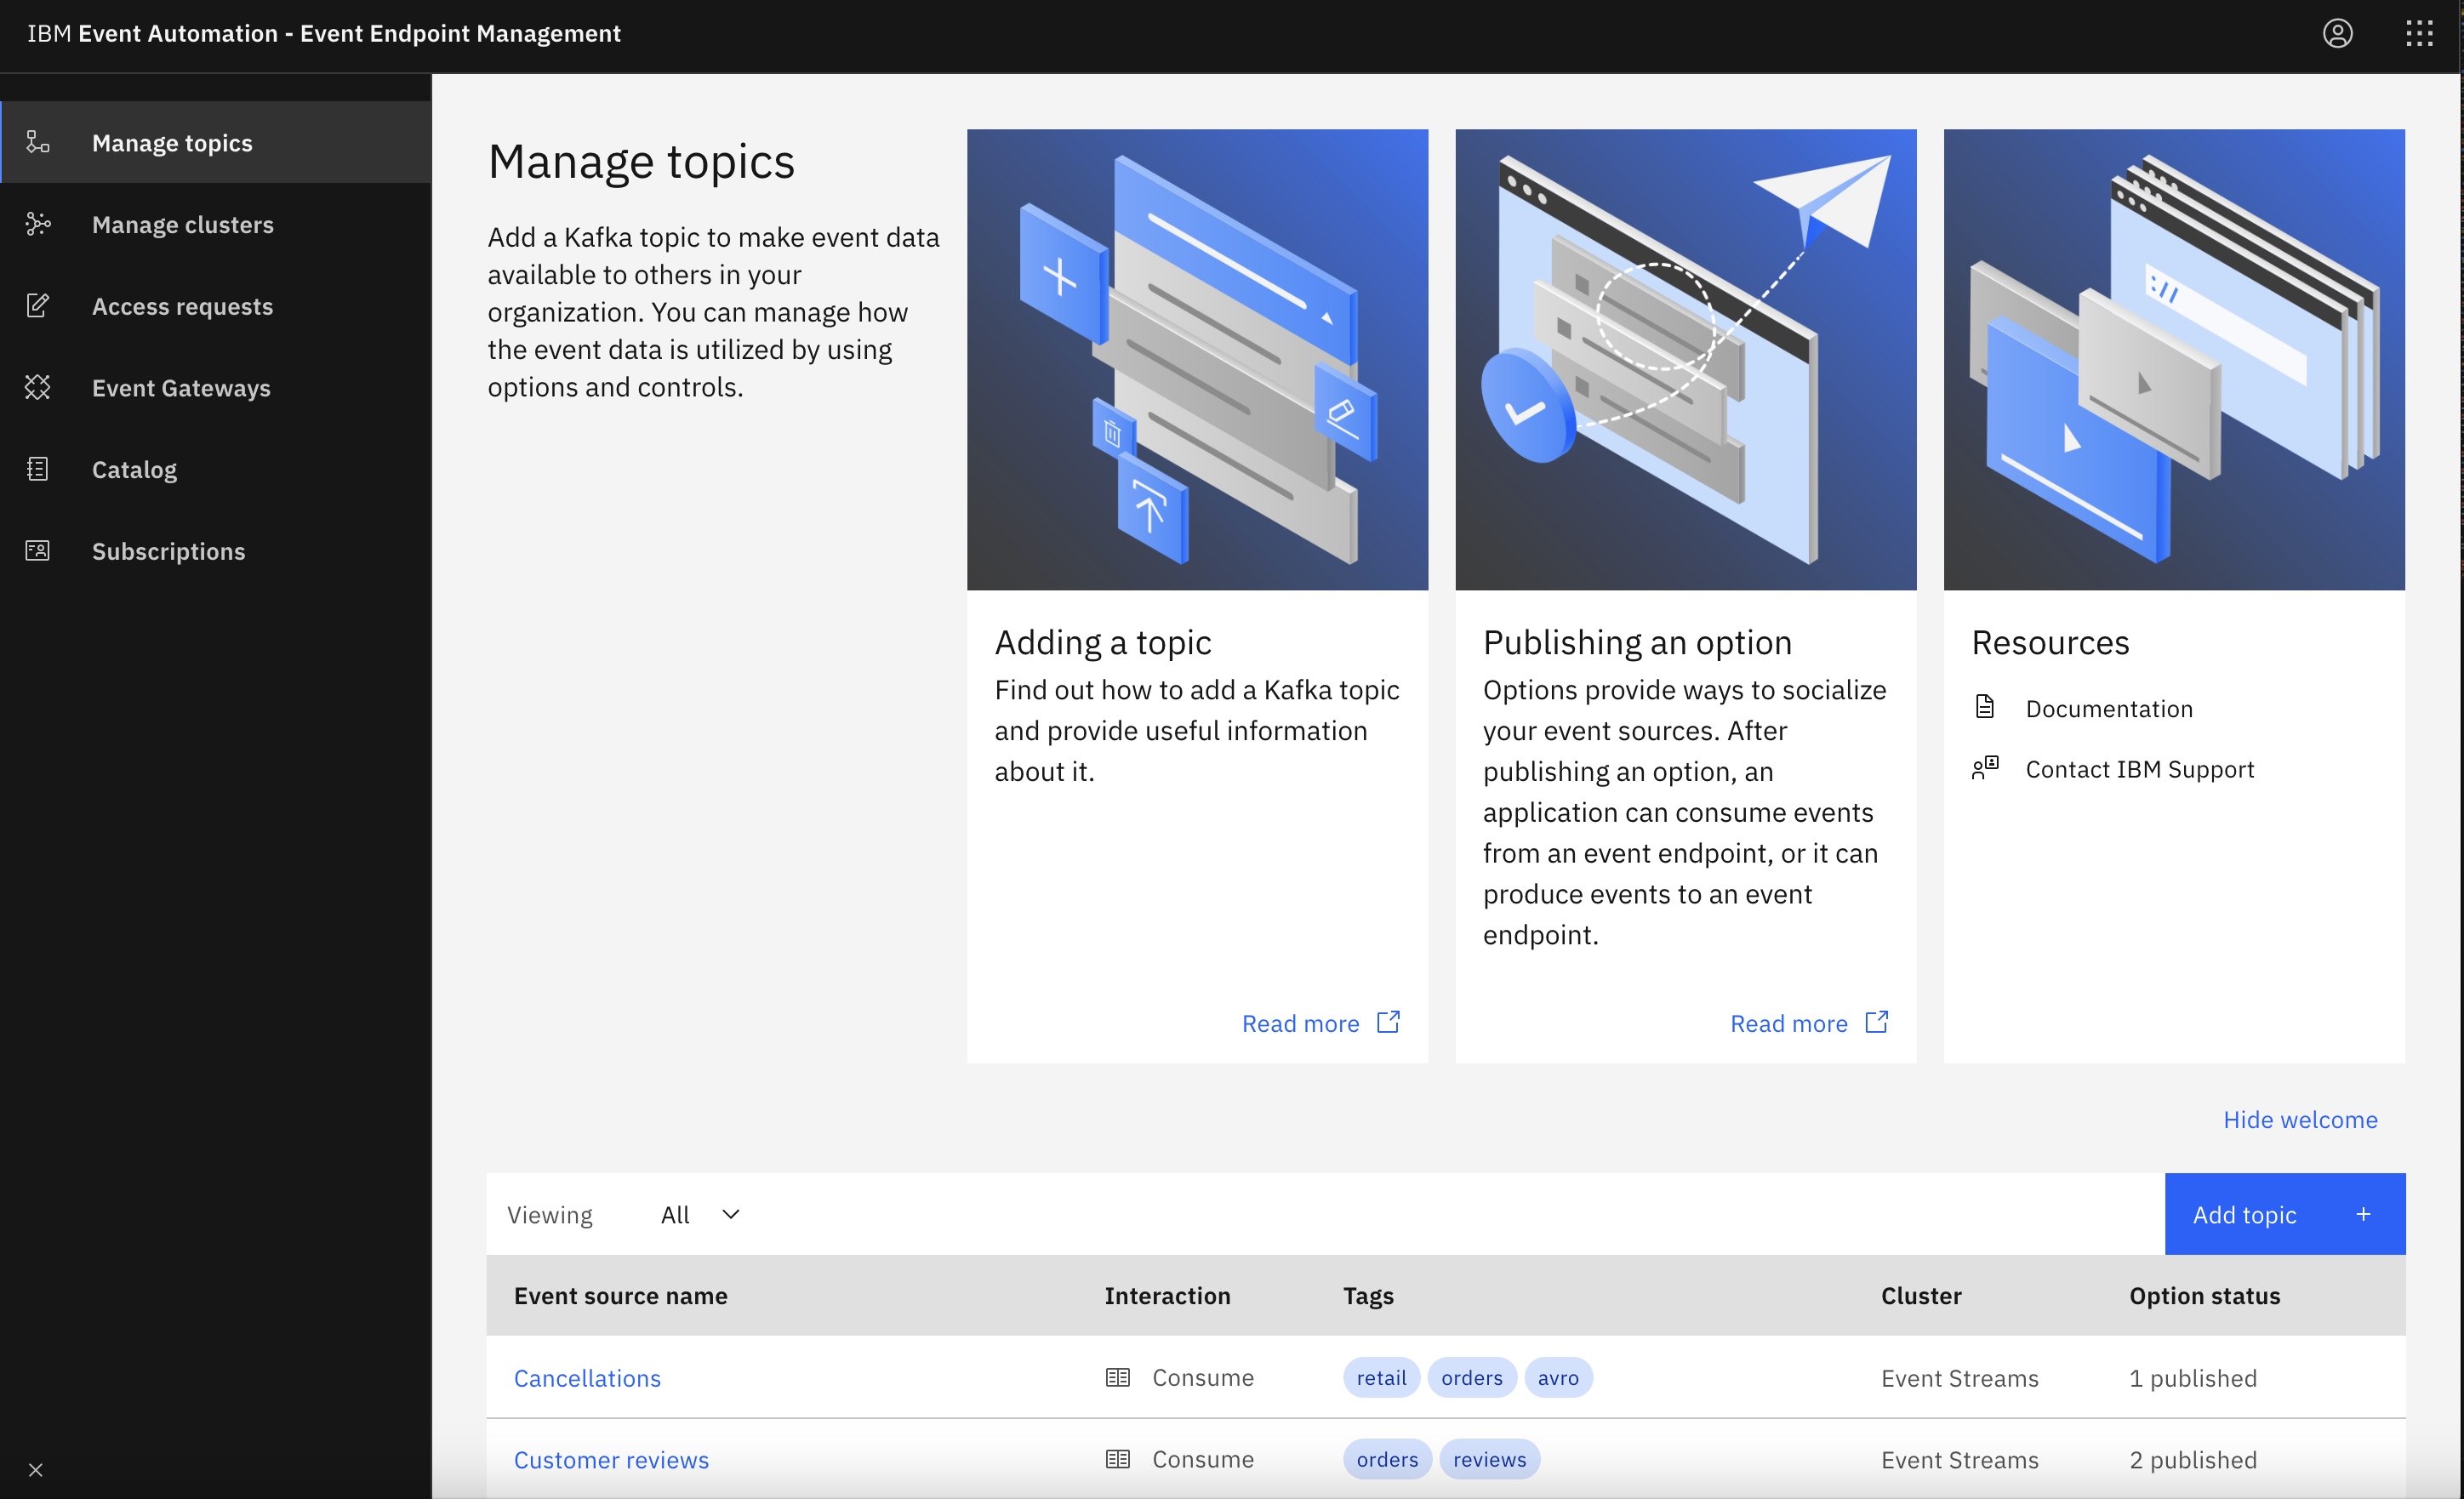 IBM Event Automation - Event Endpoint Management
Manage topics
Manage clusters
Access requests
Event Gateways
Catalog
Subscriptions
Manage topics
Add a Kafka topic to make event data
available to others in your
organization. You can manage how
the event data is utilized by using
options and controls.
://
Adding a topic
Find out how to add a Kafka topic
and provide useful information
about it.
Read more
Publishing an option
Options provide ways to socialize
your event sources. After
publishing an option, an
application can consume events
from an event endpoint, or it can
produce events to an event
endpoint.
Read more
Resources
Documentation
Contact IBM Support
Hide welcome
Viewing All
Add topic +
Event source name Interaction Tags Cluster Option status
Cancellations Consume retail orders avro Event Streams 1 published
Customer reviews Consume orders reviews Event Streams 2 published